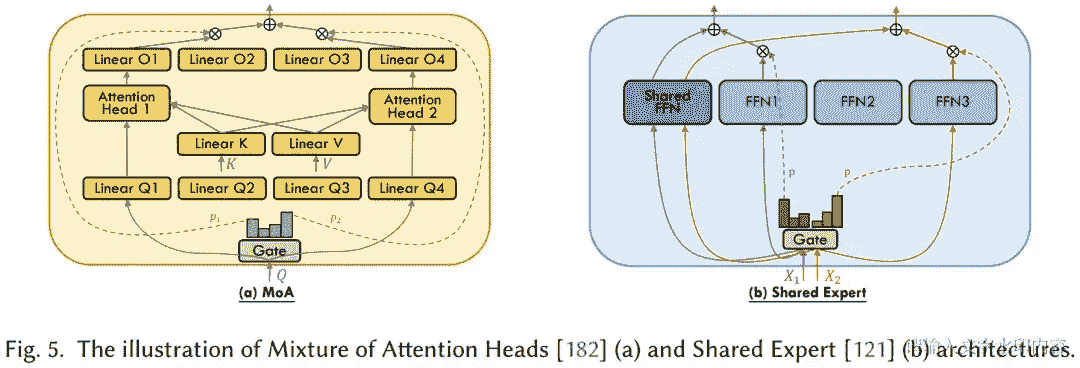 Linear O1 Linear O2 Linear O3 Linear O4
Attention Head 1
Attention Head 2
Linear K Linear V
K V
Linear Q1 Linear Q2 Linear Q3 Linear Q4
p1 p2
Gate
Q
(a) MoA
Shared FFN FFN1 FFN2 FFN3
p p
Gate
X1 X2
(b) Shared Expert
Fig. 5. The illustration of Mixture of Attention Heads [182] (a) and Shared Expert [121] (b) architectures.